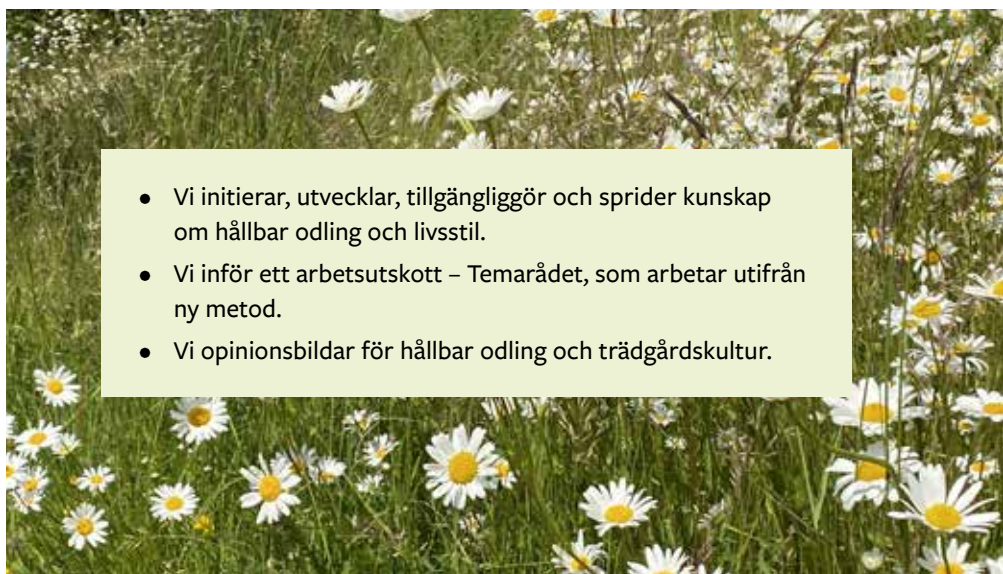 • Vi initierar, utvecklar, tillgängliggör och sprider kunskap
om hållbar odling och livsstil.
• Vi inför ett arbetsutskott – Temarådet, som arbetar utifrån
ny metod.
• Vi opinionsbildar för hållbar odling och trädgårdskultur.